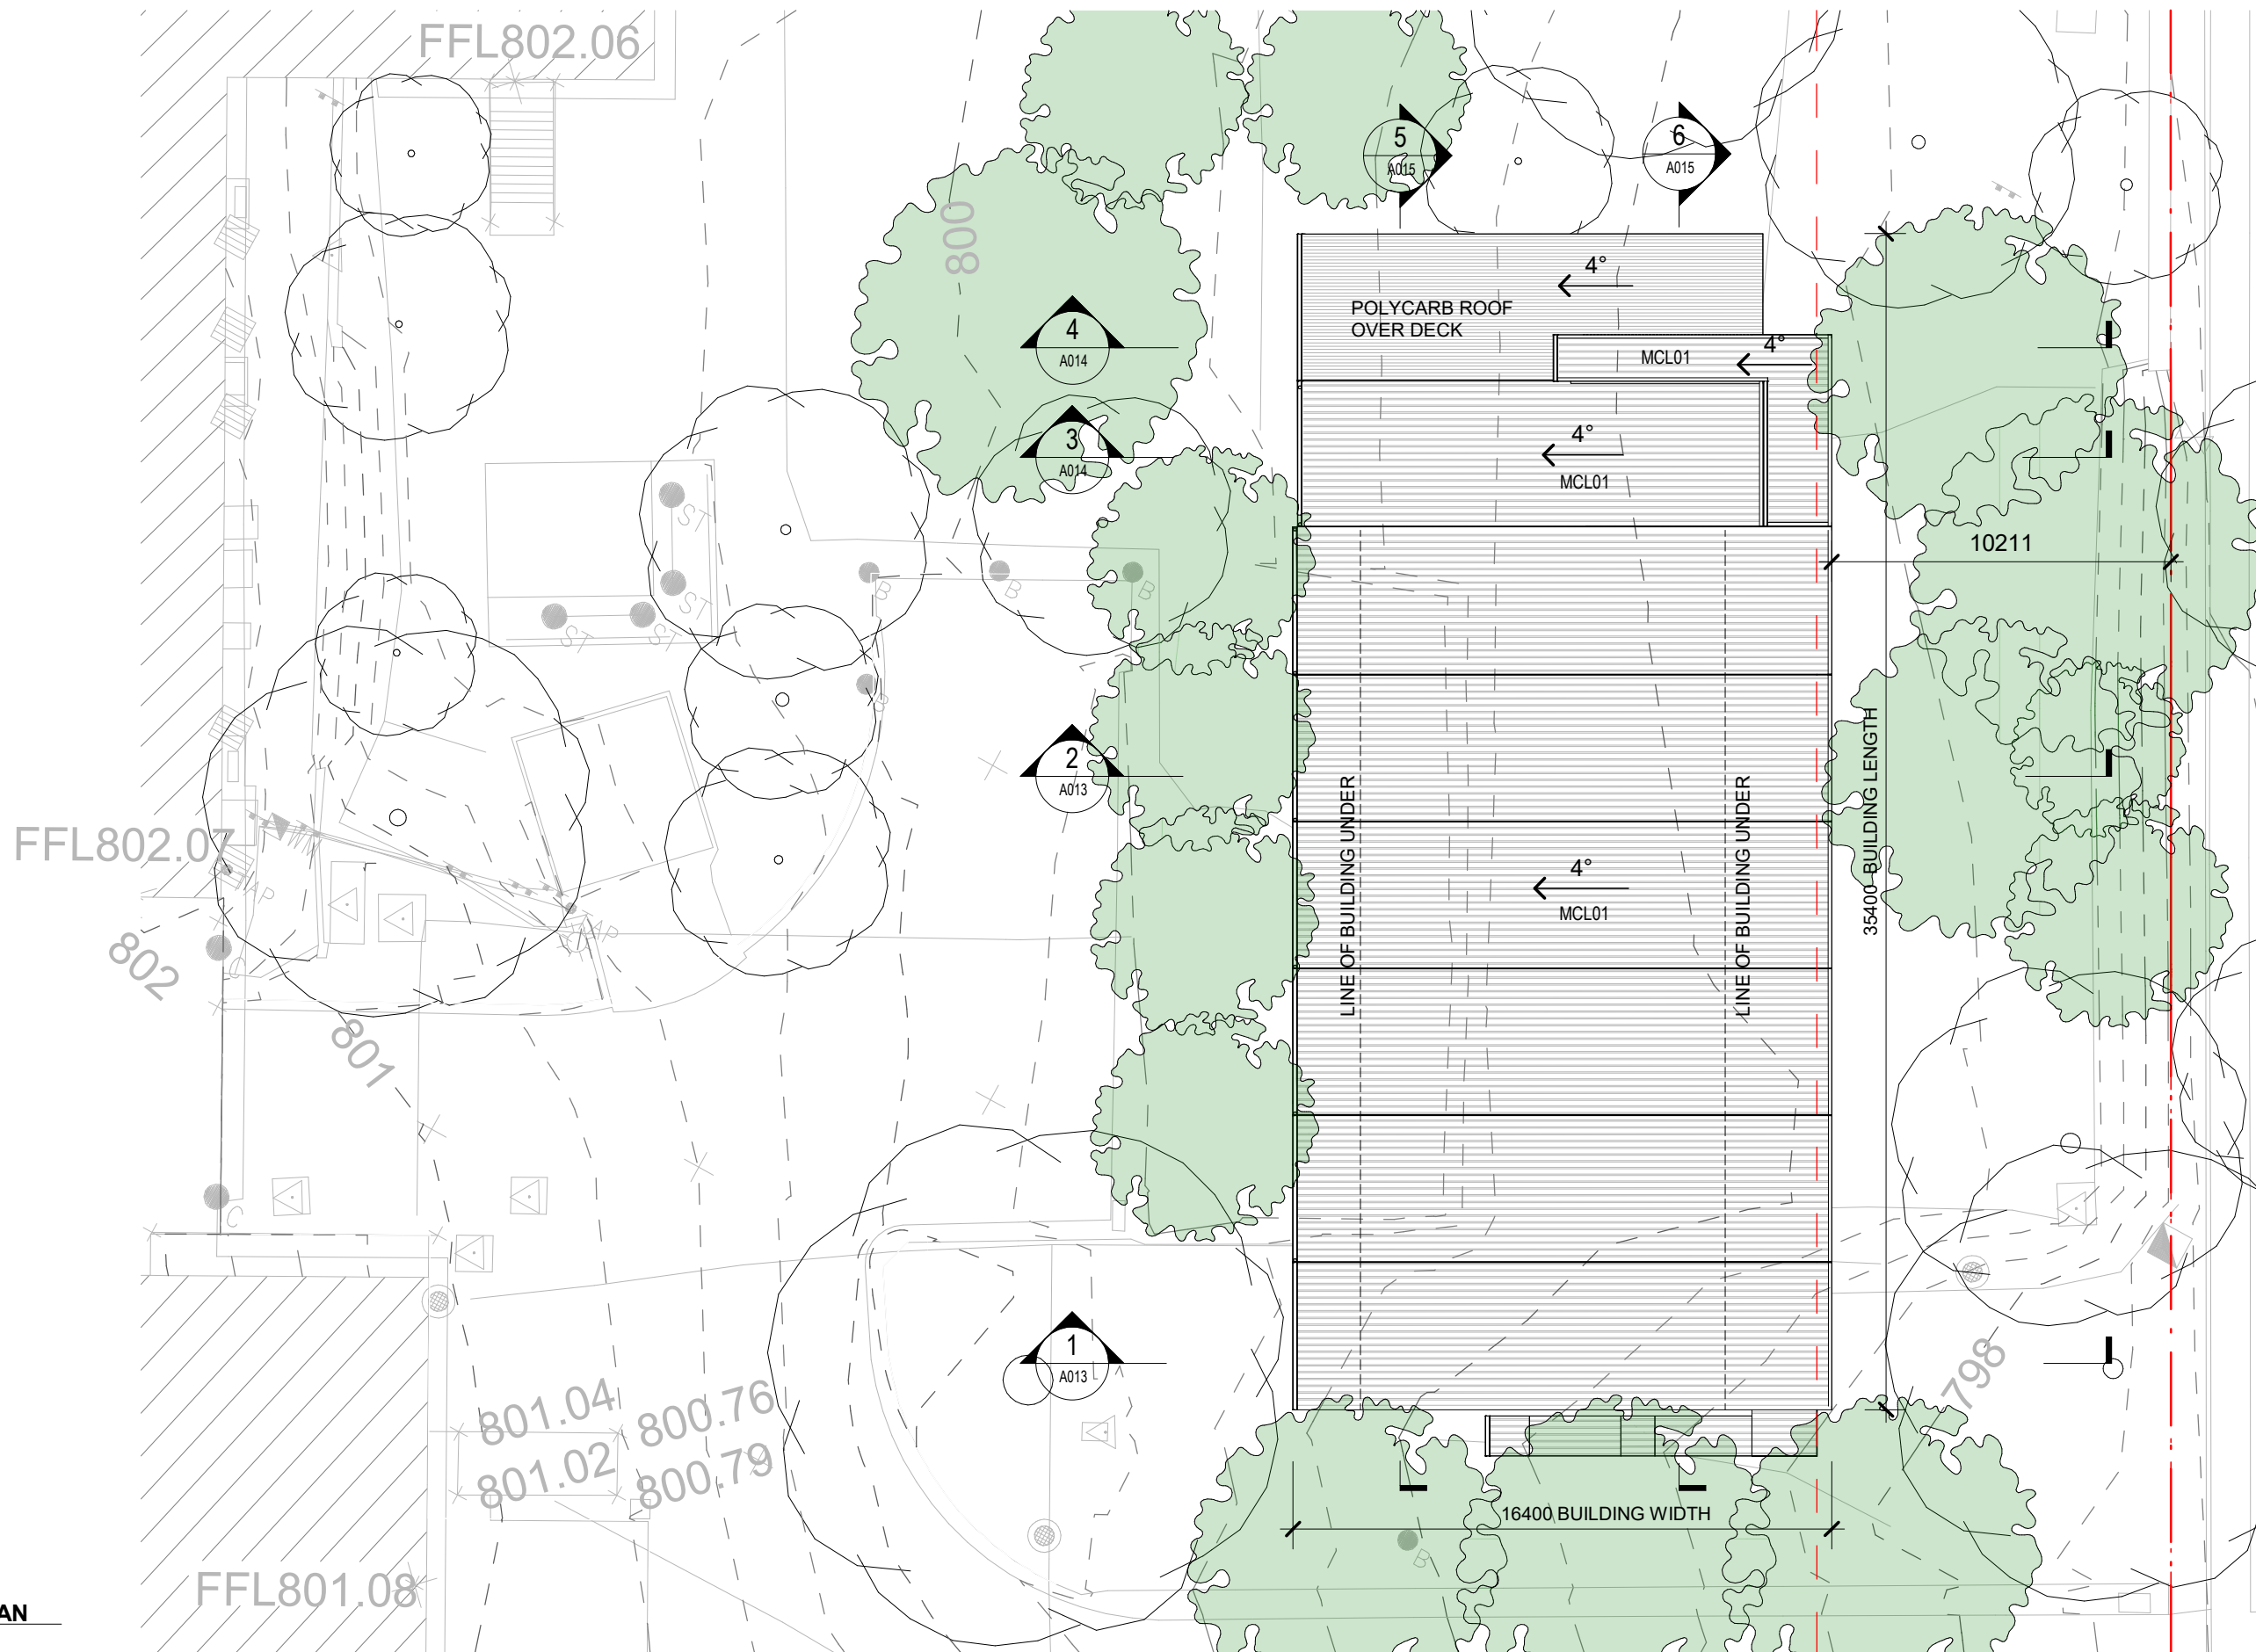 FFL802.06
5
A015
6
A015
800
4°
POLYCARB ROOF
OVER DECK
4
A014
MCL01
4°
3
A014
4°
MCL01
ST
ST
ST
ST
10211
B
B
B
B
2
A013
LINE OF BUILDING UNDER
LINE OF BUILDING UNDER
35400 BUILDING LENGTH
FFL802.07
4°
MCL01
802
C
801
C
1
A013
798
801.04
800.76
801.02
800.79
16400 BUILDING WIDTH
B
FFL801.08
AN